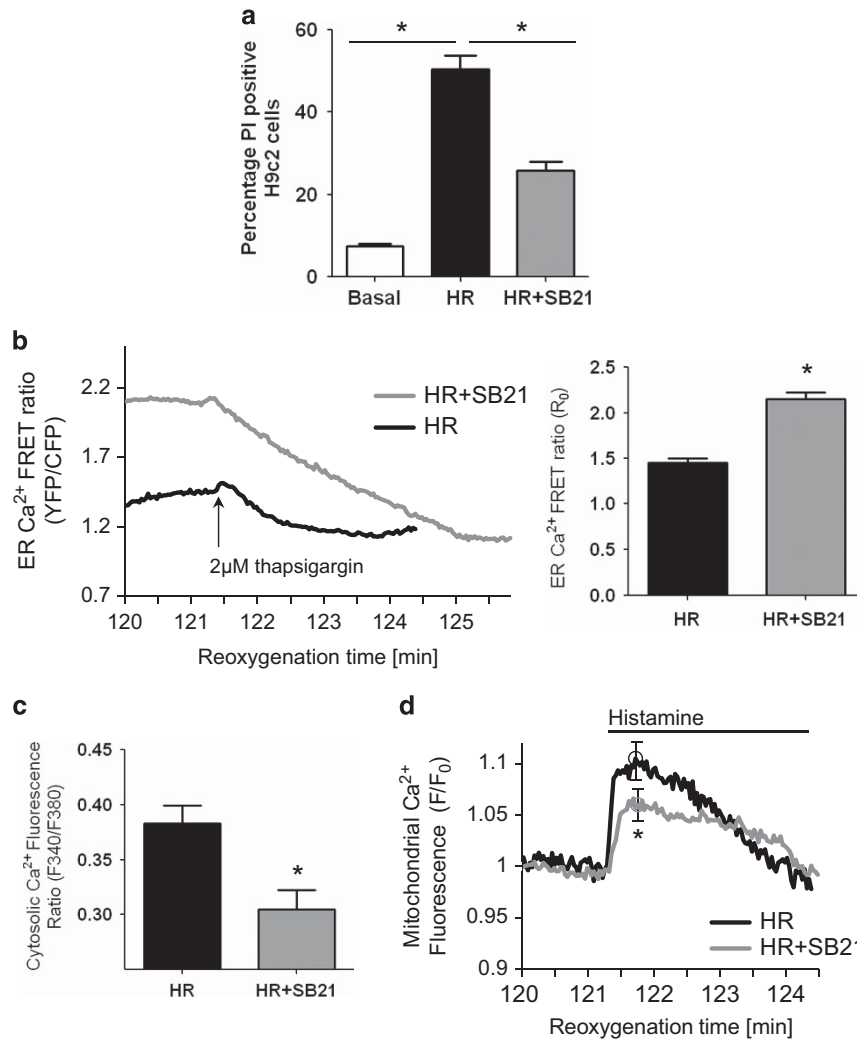 a
Percentage PI positive
H9c2 cells
60
40
20
0
*
*
Basal
HR
HR+SB21
b
ER Ca²⁺ FRET ratio
(YFP/CFP)
2.2
1.7
1.2
0.7
HR+SB21
HR
2μM thapsigargin
120
121
122
123
124
125
Reoxygenation time [min]
ER Ca²⁺ FRET ratio (R₀)
2.5
2.0
1.5
1.0
0.5
0.0
*
HR
HR+SB21
c
Cytosolic Ca²⁺ Fluorescence
Ratio (F340/F380)
0.45
0.40
0.35
0.30
*
HR
HR+SB21
d
Histamine
Mitochondrial Ca²⁺
Fluorescence (F/F₀)
1.1
1.05
1
0.95
0.9
*
HR
HR+SB21
120
121
122
123
124
Reoxygenation time [min]